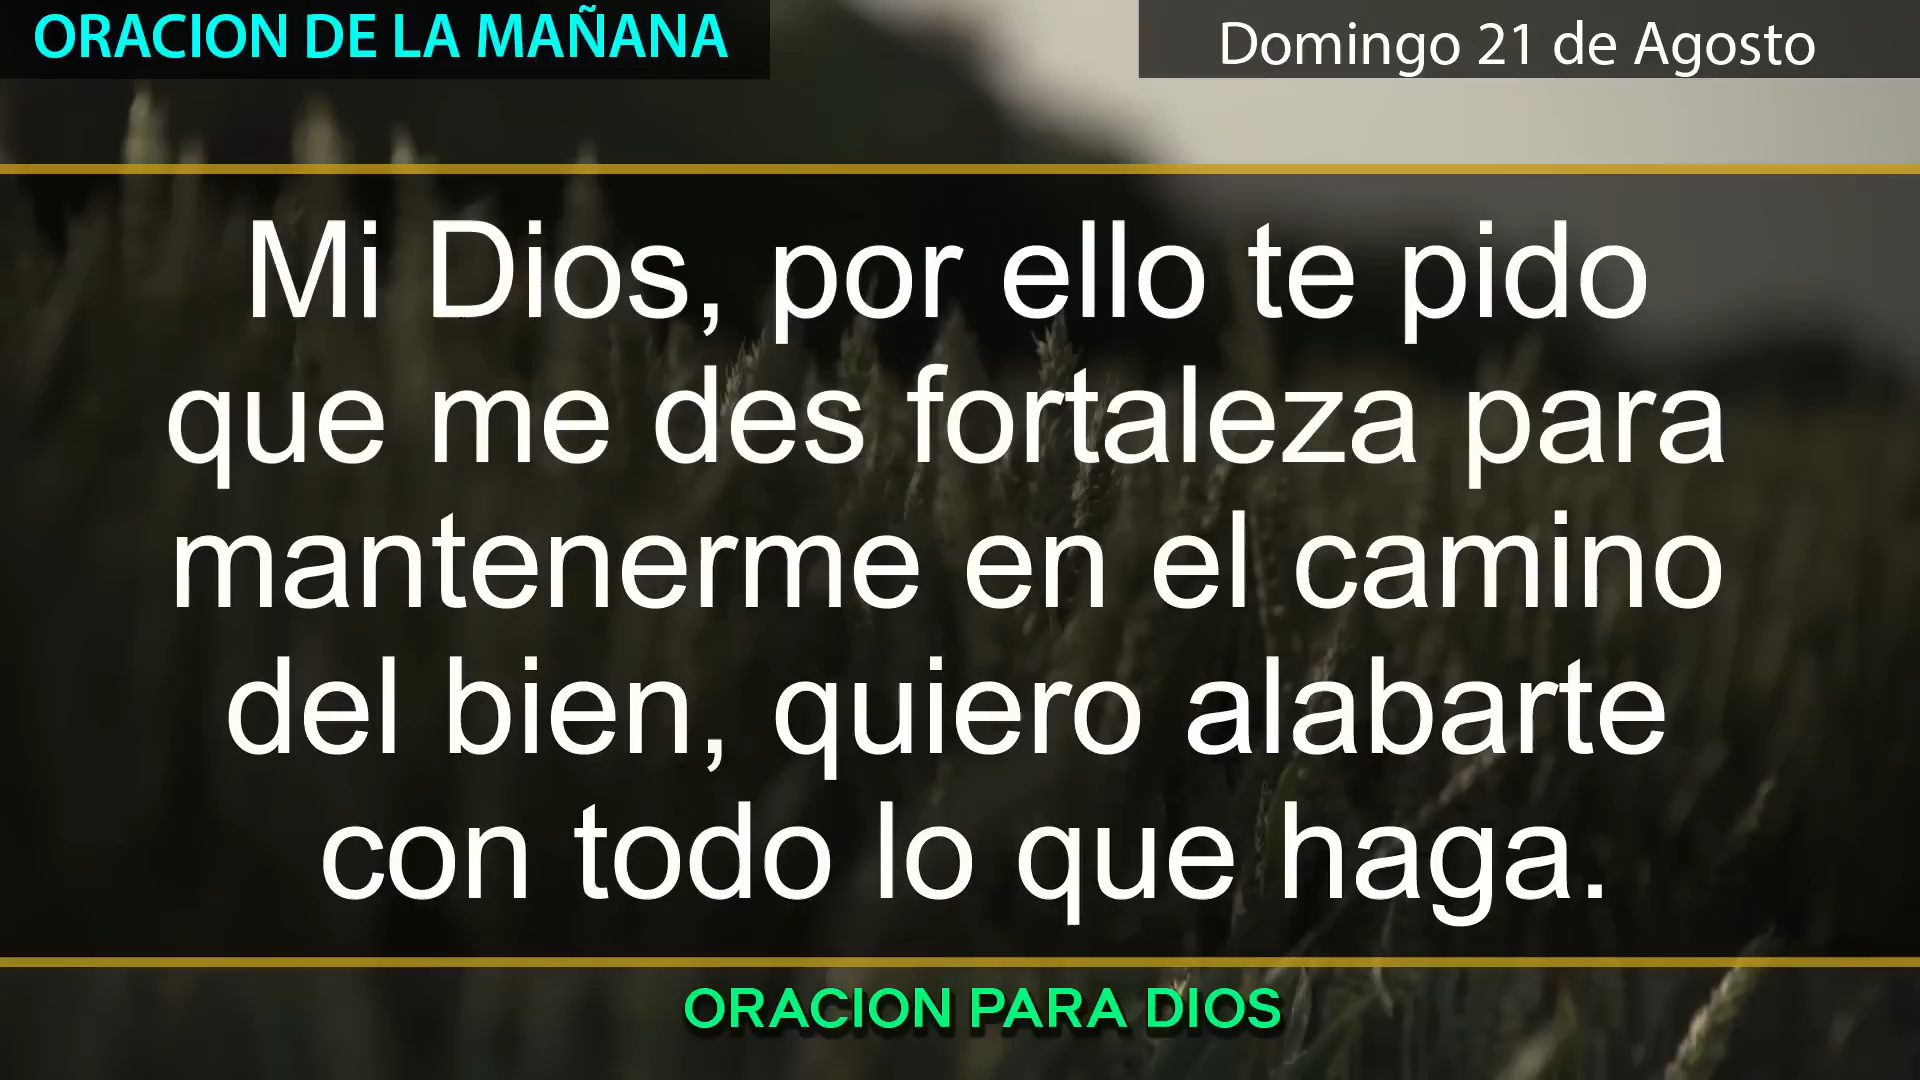 ORACION DE LA MAÑANA
Domingo 21 de Agosto
Mi Dios, por ello te pido
que me des fortaleza para
mantenerme en el camino
del bien, quiero alabarte
con todo lo que haga.
ORACION PARA DIOS